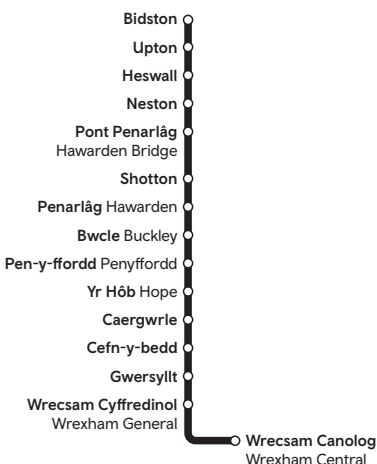 Bidston
Upton
Heswall
Neston
Pont Penarlâg
Hawarden Bridge
Shotton
Penarlâg Hawarden
Bwcle Buckley
Pen-y-ffordd Penyffordd
Yr Hôb Hope
Caergwrle
Cefn-y-bedd
Gwersyllt
Wrecsam Cyffredinol
Wrexham General
Wrecsam Canolog
Wrexham Central